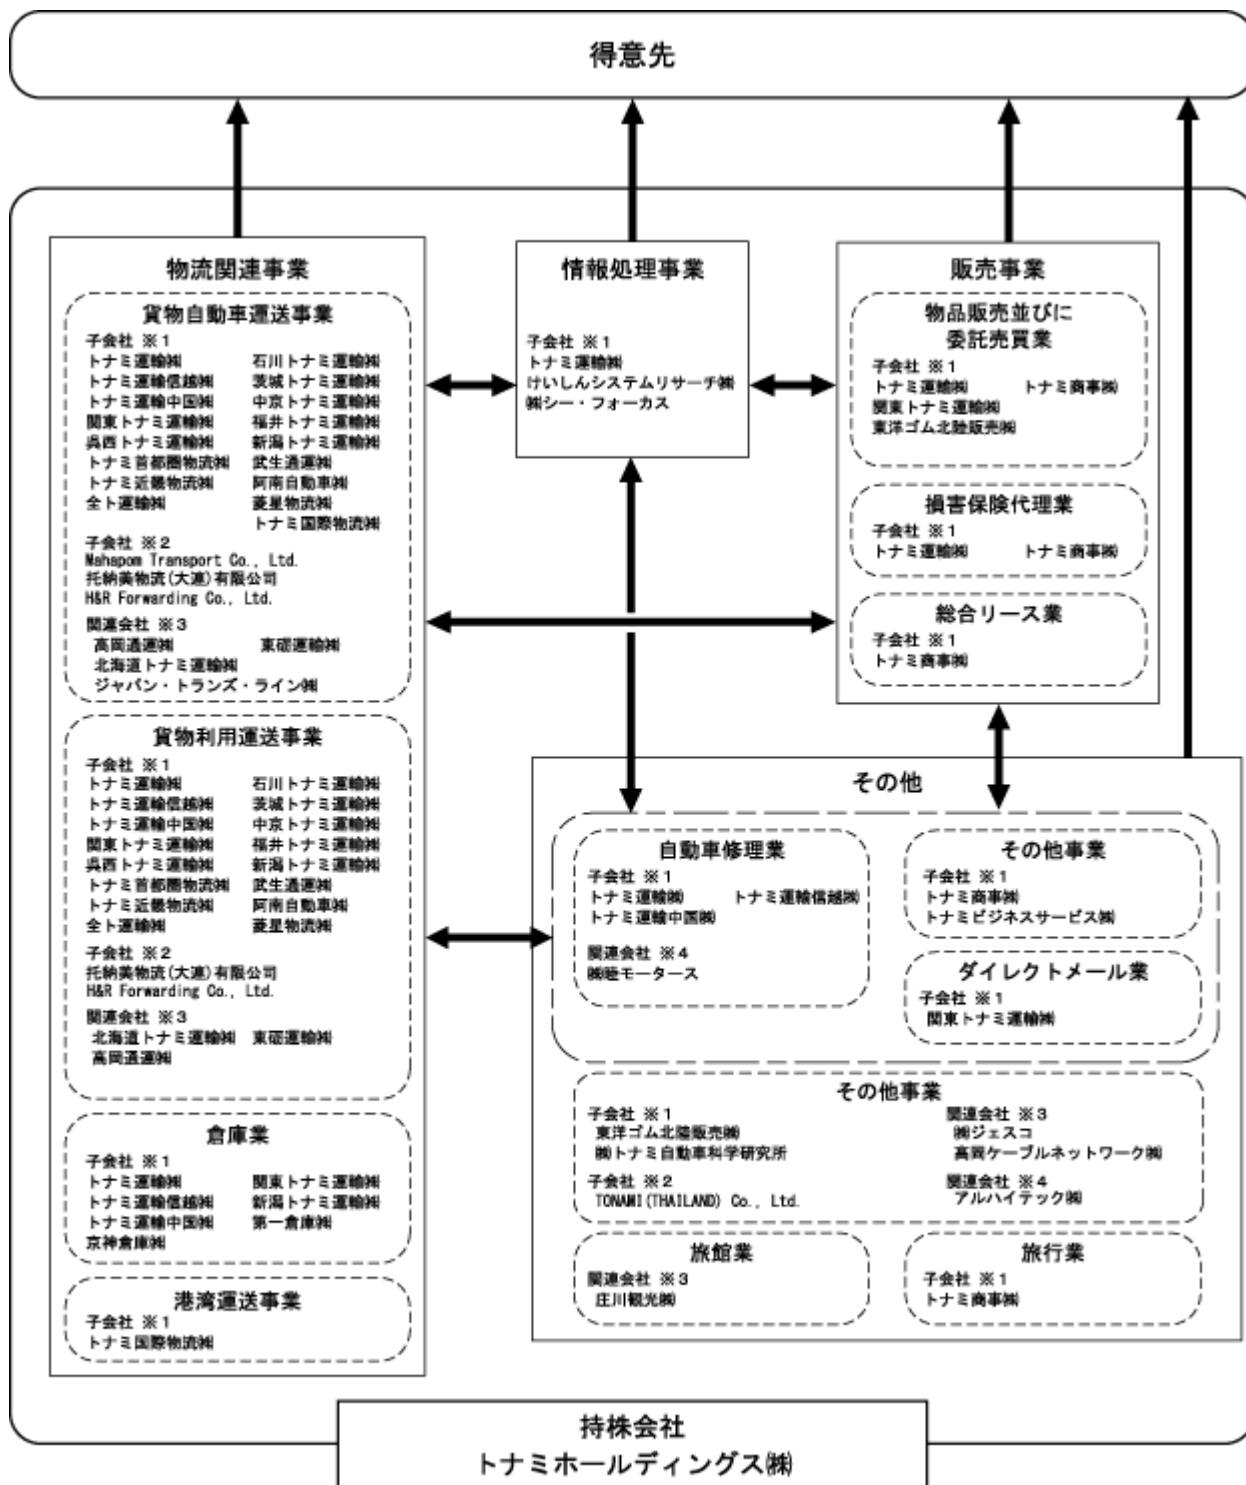 得意先
物流関連事業
貨物自動車運送事業
子会社 ※1
トナミ運輸㈱ 石川トナミ運輸㈱
トナミ運輸信越㈱ 茨城トナミ運輸㈱
トナミ運輸中国㈱ 中京トナミ運輸㈱
関東トナミ運輸㈱ 福井トナミ運輸㈱
呉西トナミ運輸㈱ 新潟トナミ運輸㈱
トナミ首都圏物流㈱ 武生通運㈱
トナミ近畿物流㈱ 阿南自動車㈱
全ト運輸㈱ 菱星物流㈱
トナミ国際物流㈱
子会社 ※2
Mahapom Transport Co., Ltd.
托納美物流(大連)有限公司
H&R Forwarding Co., Ltd.
関連会社 ※3
高岡通運㈱ 東砺運輸㈱
北海道トナミ運輸㈱
ジャパン・トランズ・ライン㈱
貨物利用運送事業
子会社 ※1
トナミ運輸㈱ 石川トナミ運輸㈱
トナミ運輸信越㈱ 茨城トナミ運輸㈱
トナミ運輸中国㈱ 中京トナミ運輸㈱
関東トナミ運輸㈱ 福井トナミ運輸㈱
呉西トナミ運輸㈱ 新潟トナミ運輸㈱
トナミ首都圏物流㈱ 武生通運㈱
トナミ近畿物流㈱ 阿南自動車㈱
全ト運輸㈱ 菱星物流㈱
子会社 ※2
托納美物流(大連)有限公司
H&R Forwarding Co., Ltd.
関連会社 ※3
北海道トナミ運輸㈱ 東砺運輸㈱
高岡通運㈱
倉庫業
子会社 ※1
トナミ運輸㈱ 関東トナミ運輸㈱
トナミ運輸信越㈱ 新潟トナミ運輸㈱
トナミ運輸中国㈱ 第一倉庫㈱
京神倉庫㈱
港湾運送事業
子会社 ※1
トナミ国際物流㈱
情報処理事業
子会社 ※1
トナミ運輸㈱
けいしんシステムリサーチ㈱
㈱シー・フォーカス
販売事業
物品販売並びに
委託売買業
子会社 ※1
トナミ運輸㈱ トナミ商事㈱
関東トナミ運輸㈱
東洋ゴム北陸販売㈱
損害保険代理業
子会社 ※1
トナミ運輸㈱ トナミ商事㈱
総合リース業
子会社 ※1
トナミ商事㈱
その他
自動車修理業
子会社 ※1
トナミ運輸㈱ トナミ運輸信越㈱
トナミ運輸中国㈱
関連会社 ※4
㈱睦モータース
その他事業
子会社 ※1
トナミ商事㈱
トナミビジネスサービス㈱
ダイレクトメール業
子会社 ※1
関東トナミ運輸㈱
その他事業
子会社 ※1
東洋ゴム北陸販売㈱
㈱トナミ自動車科学研究所
子会社 ※2
TONAMI(THAILAND) Co., Ltd.
関連会社 ※3
㈱ジェスコ
高岡ケーブルネットワーク㈱
関連会社 ※4
アルハイテック㈱
旅館業
関連会社 ※3
庄川観光㈱
旅行業
子会社 ※1
トナミ商事㈱
持株会社
トナミホールディングス㈱